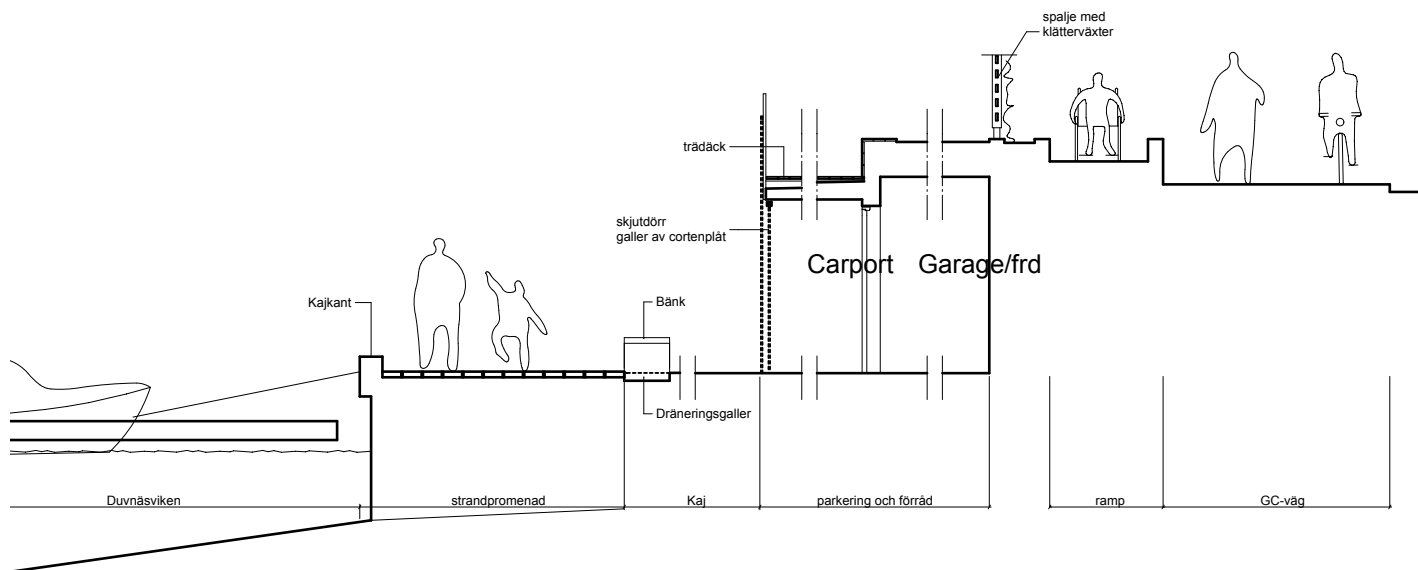 spalje med
klätterväxter
trädäck
skjutdörr
galler av cortenplåt
Carport
Garage/frd
Kajkant
Bänk
Dräneringsgaller
Duvnäsviken
strandpromenad
Kaj
parkering och förråd
ramp
GC-väg